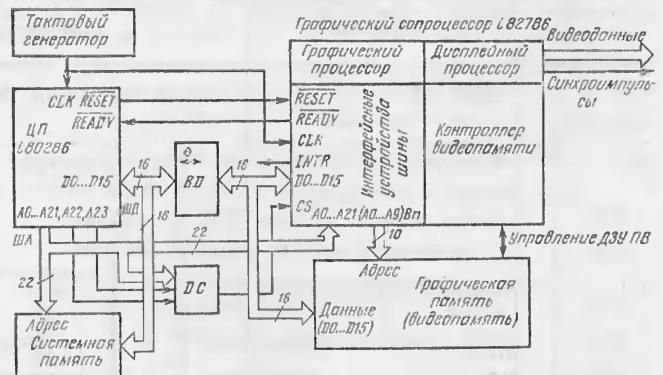 Тактовый
генератор
Графический сопроцессор i82786
Видеоданные
Графический
процессор
Дисплейный
процессор
Синхроимпуль-
сы
CLK RESET
READY
ЦП
i80286
D0...D15
A0...A21, A22, A23
RESET
READY
CLK
INTR
D0...D15
CS
A0...A21 (A0...A9)Вп
Интерфейсные
устройства
шины
Контроллер
видеопамяти
16
BD
16
ШД
16
ША
22
22
DC
10
Управление ДЗУ ПВ
16
Адрес
Графическая
память
(видеопамять)
Данные
(D0...D15)
Адрес
Системная
память